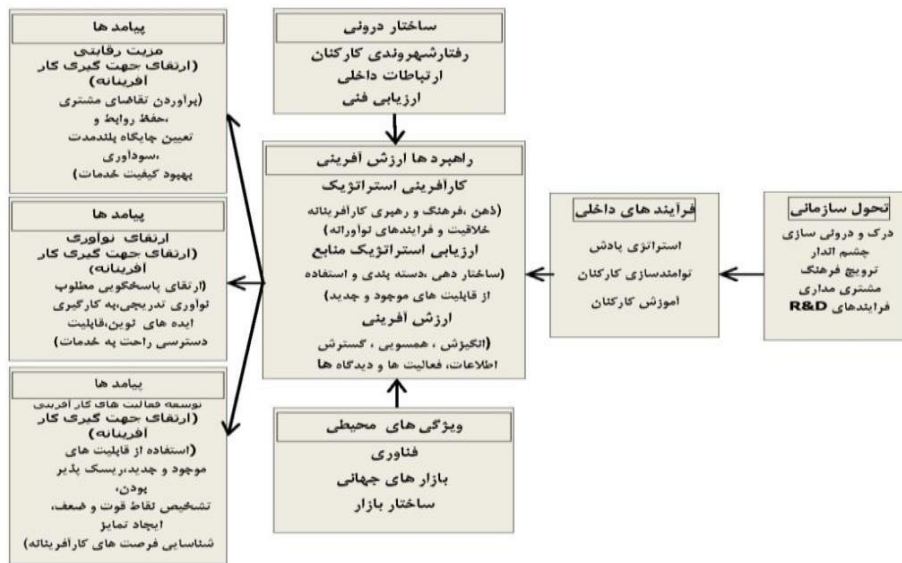 تحول سازمانی
درک و درونی سازی
چشم انداز
ترویج فرهنگ
مشتری مداری
فرایندهای R&D
فرآیند های داخلی
استراتژی پادش
توامندسازی کارکنان
آموزش کارکنان
ساختار درونی
رفتارشهروندی کارکنان
ارتباطات داخلی
ارزیابی فنی
راهبرد ها ارزش آفرینی
کارآفرینی استراتژیک
(ذهن ،فرهنگ و رهبری کارآفرینانه
خلاقیت و فرایندهای نوآورانه)
ارزیابی استراتژیک منابع
(ساختار دهی ،دسته بندی و استفاده
از قابلیت های موجود و جدید)
ارزش آفرینی
(انگیزش ، همسویی ، گسترش
اطلاعات، فعالیت ها و دیدگاه ها
ویژگی های محیطی
فناوری
بازار های جهانی
ساختار بازار
پیامد ها
مزیت رقابتی
(ارتقای جهت گیری کار
آفرینانه)
(برآوردن تقاضای مشتری
،حفظ روابط و
تعیین جایگاه بلندمدت
،سودآوری
بهبود کیفیت خدمات)
پیامد ها
ارتقای نوآوری
(ارتقای جهت گیری کار
آفرینانه)
(ارتقای پاسخگویی مطلوب
نوآوری تدریجی،به کارگیری
ایده های نوین،قابلیت
دسترسی راحت به خدمات)
پیامد ها
توسعه فعالیت های کارآفرینی
(ارتقای جهت گیری کار
آفرینانه)
(استفاده از قابلیت های
موجود و جدید،ریسک پذیر
بودن،
تشخیص نقاط قوت و ضعف،
ایجاد تمایز
شناسایی فرصت های کارآفرینانه)